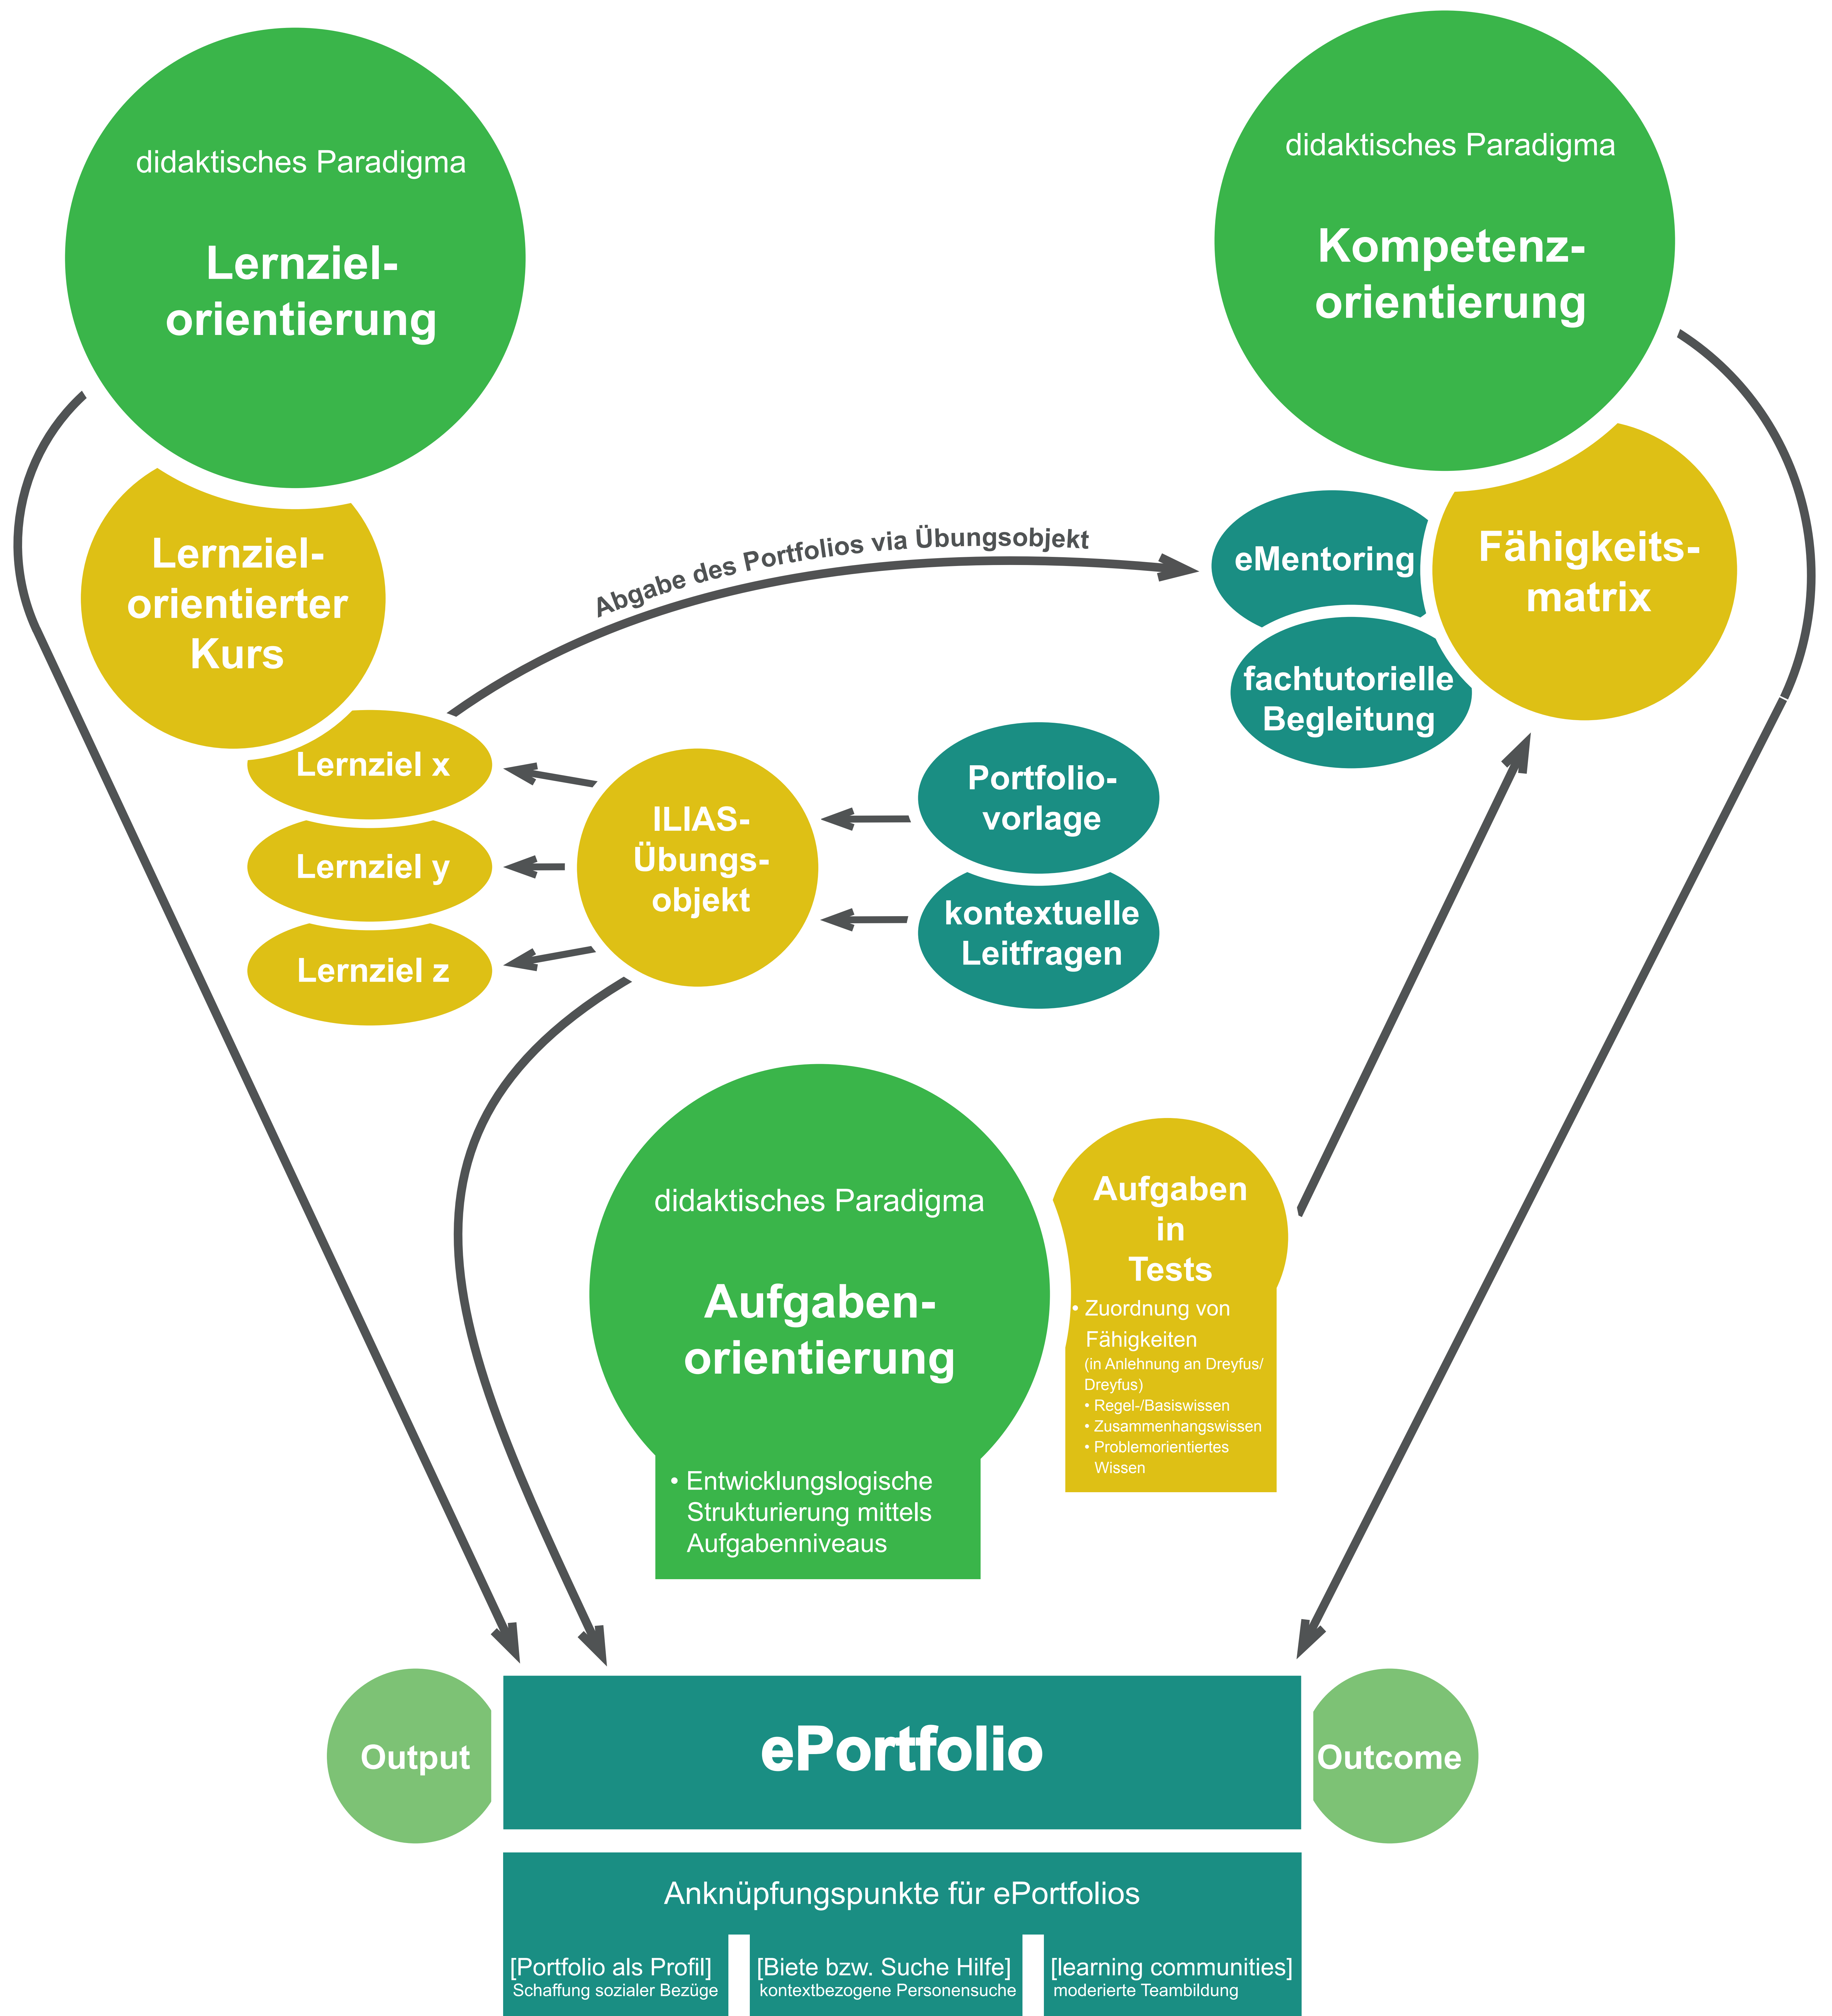 didaktisches Paradigma
Lernziel-
orientierung
didaktisches Paradigma
Kompetenz-
orientierung
Lernziel-
orientierter
Kurs
Abgabe des Portfolios via Übungsobjekt
eMentoring
Fähigkeits-
matrix
fachtutorielle
Begleitung
Lernziel x
Lernziel y
Lernziel z
ILIAS-
Übungs-
objekt
Portfolio-
vorlage
kontextuelle
Leitfragen
didaktisches Paradigma
Aufgaben-
orientierung
• Entwicklungslogische
Strukturierung mittels
Aufgabenniveaus
Aufgaben
in
Tests
• Zuordnung von
Fähigkeiten
(in Anlehnung an Dreyfus/
Dreyfus)
• Regel-/Basiswissen
• Zusammenhangswissen
• Problemorientiertes
Wissen
Output
ePortfolio
Outcome
Anknüpfungspunkte für ePortfolios
[Portfolio als Profil]
Schaffung sozialer Bezüge
[Biete bzw. Suche Hilfe]
kontextbezogene Personensuche
[learning communities]
moderierte Teambildung